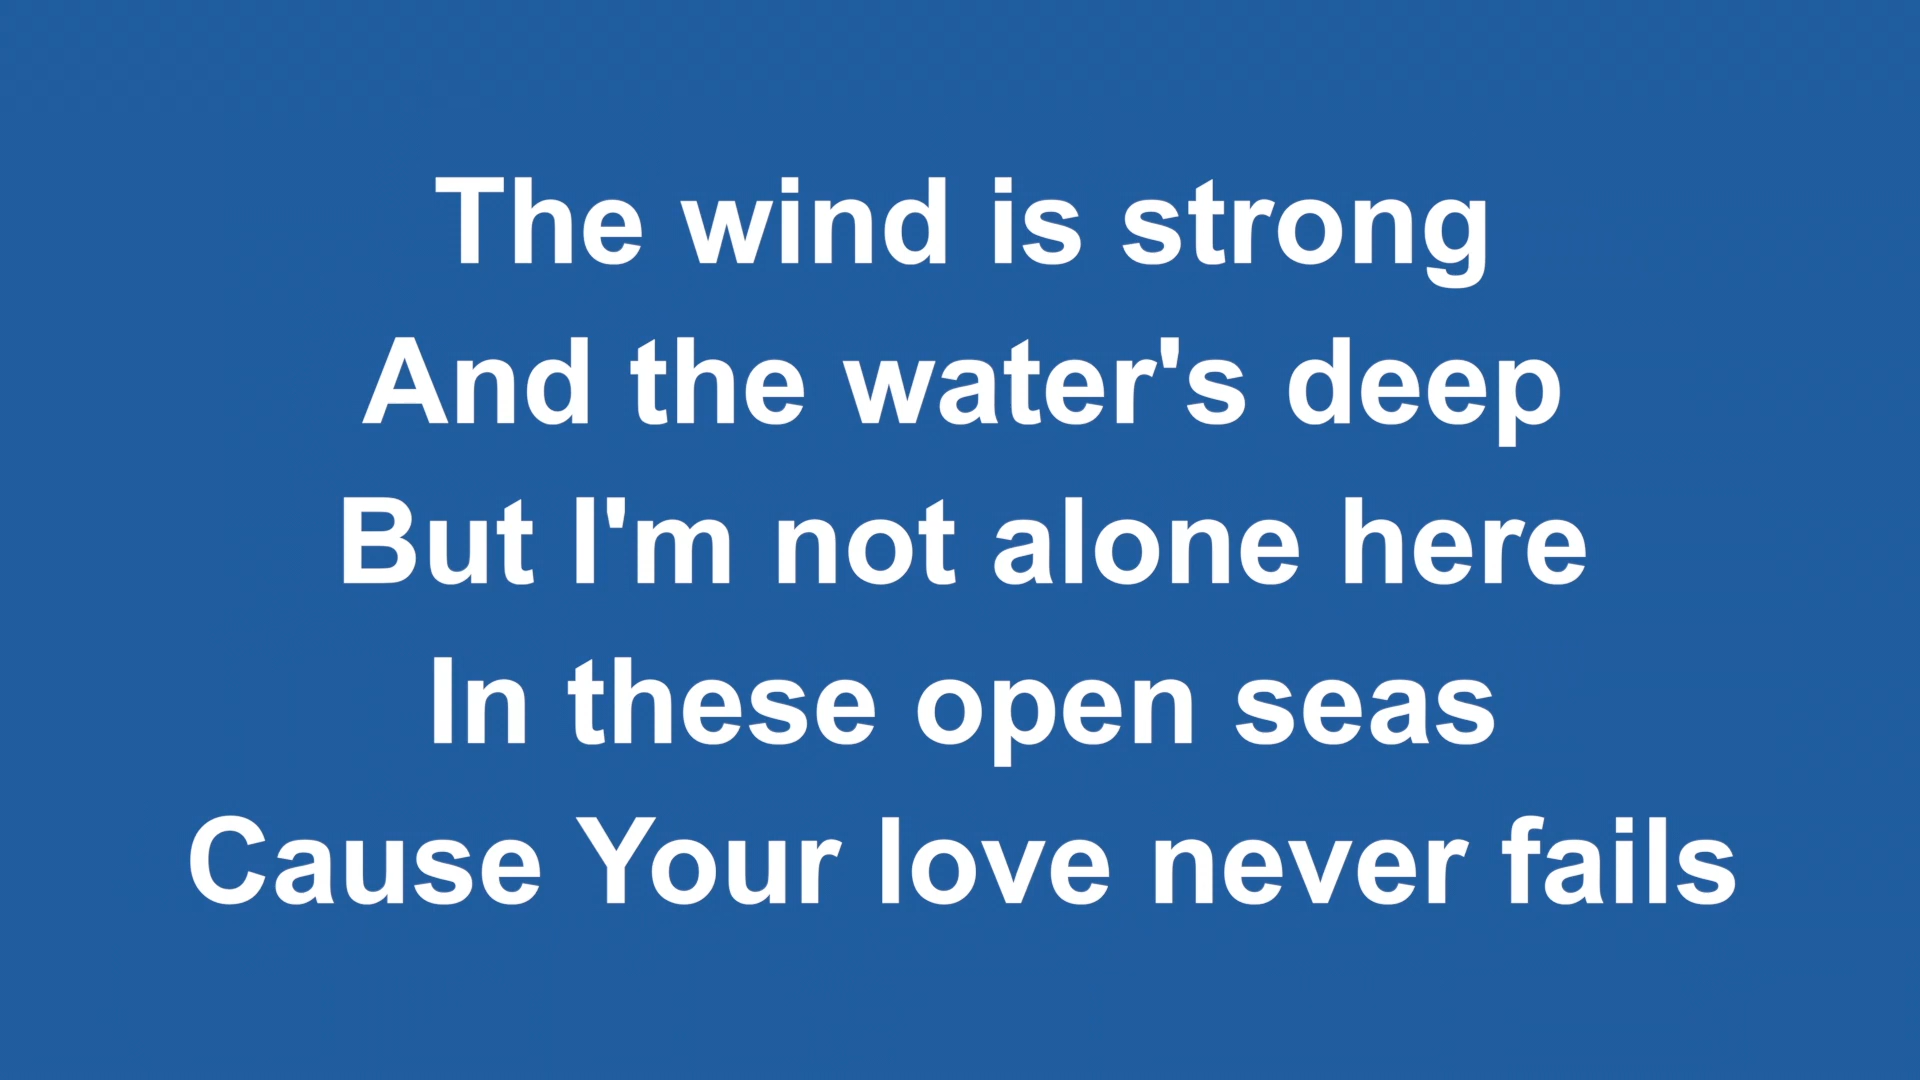 The wind is strong
And the water's deep
But I'm not alone here
In these open seas
Cause Your love never fails